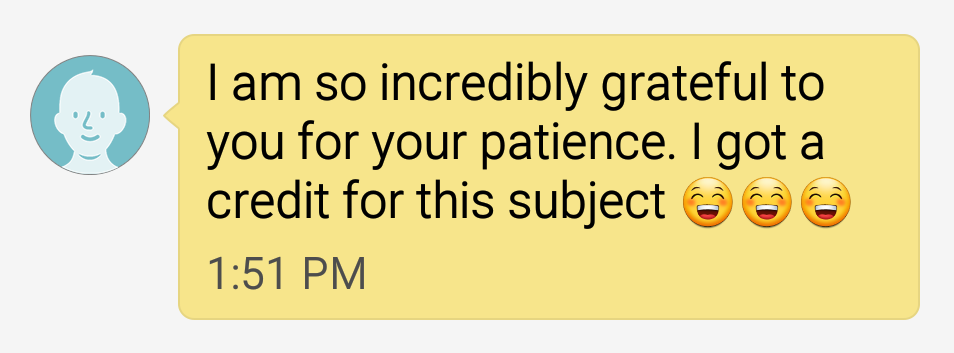 I am so incredibly grateful to
you for your patience. I got a
credit for this subject 😁😁😁
1:51 PM